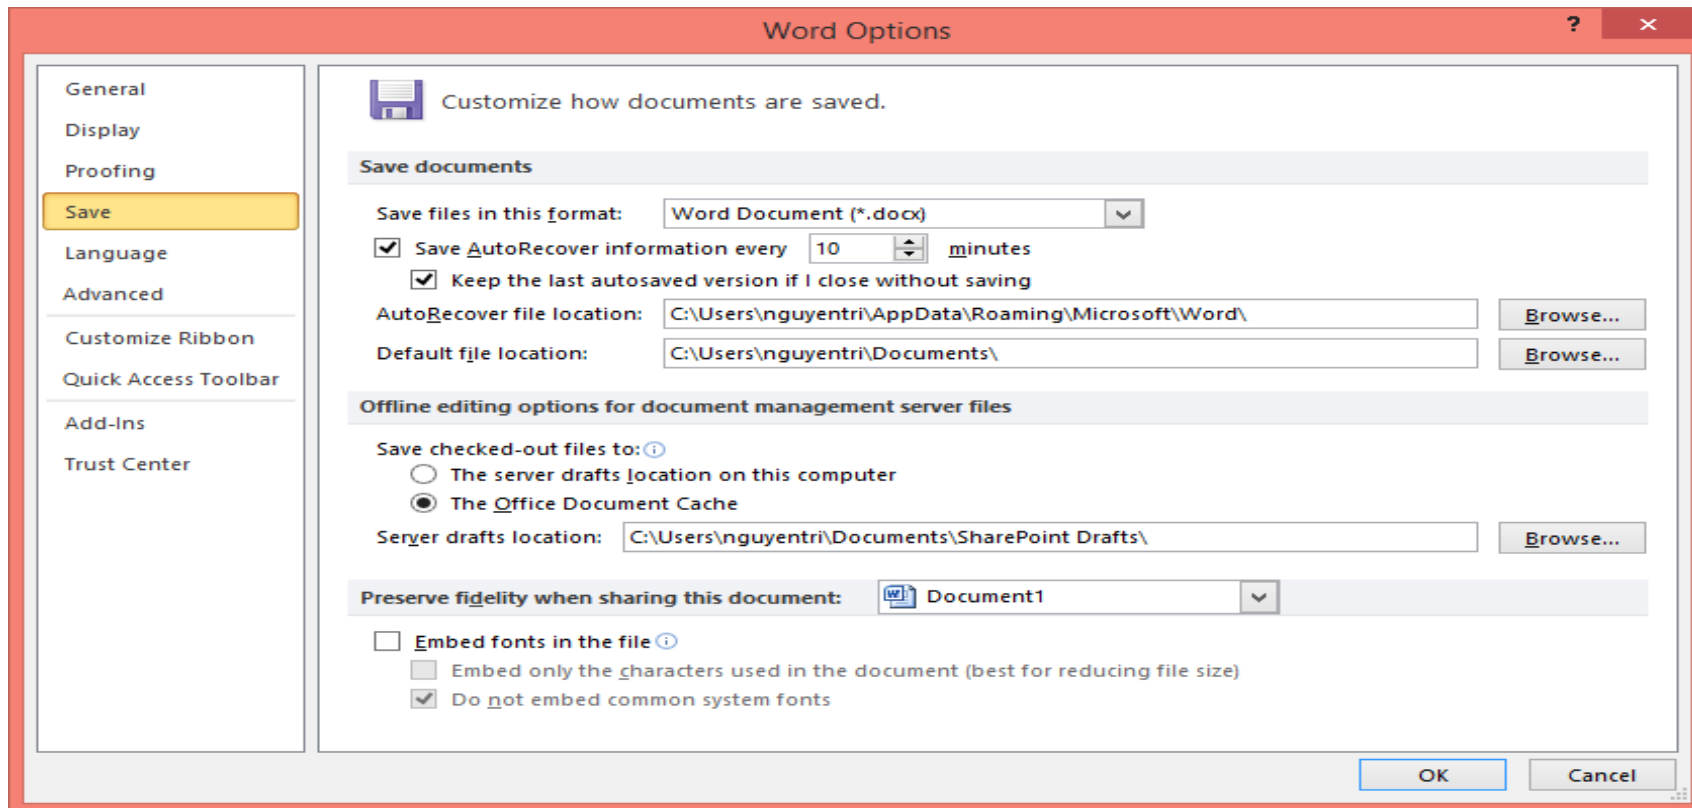 Word Options
?
General
Display
Proofing
Save
Language
Advanced
Customize Ribbon
Quick Access Toolbar
Add-Ins
Trust Center
Customize how documents are saved.
Save documents
Save files in this format: Word Document (*.docx)
Save AutoRecover information every 10 minutes
Keep the last autosaved version if I close without saving
AutoRecover file location: C:\Users\nguyentri\AppData\Roaming\Microsoft\Word\ Browse...
Default file location: C:\Users\nguyentri\Documents\ Browse...
Offline editing options for document management server files
Save checked-out files to:
The server drafts location on this computer
The Office Document Cache
Server drafts location: C:\Users\nguyentri\Documents\SharePoint Drafts\ Browse...
Preserve fidelity when sharing this document: Document1
Embed fonts in the file
Embed only the characters used in the document (best for reducing file size)
Do not embed common system fonts
OK Cancel